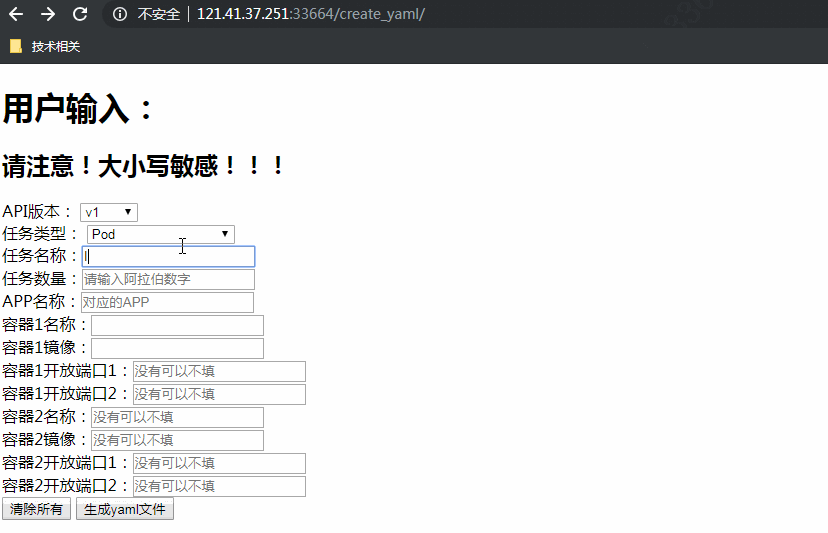 不安全 | 121.41.37.251:33664/create_yaml/
技术相关
用户输入：
请注意！大小写敏感！！！
API版本： v1
任务类型： Pod
任务名称：l
任务数量：请输入阿拉伯数字
APP名称：对应的APP
容器1名称：
容器1镜像：
容器1开放端口1：没有可以不填
容器1开放端口2：没有可以不填
容器2名称：没有可以不填
容器2镜像：没有可以不填
容器2开放端口1：没有可以不填
容器2开放端口2：没有可以不填
清除所有 生成yaml文件